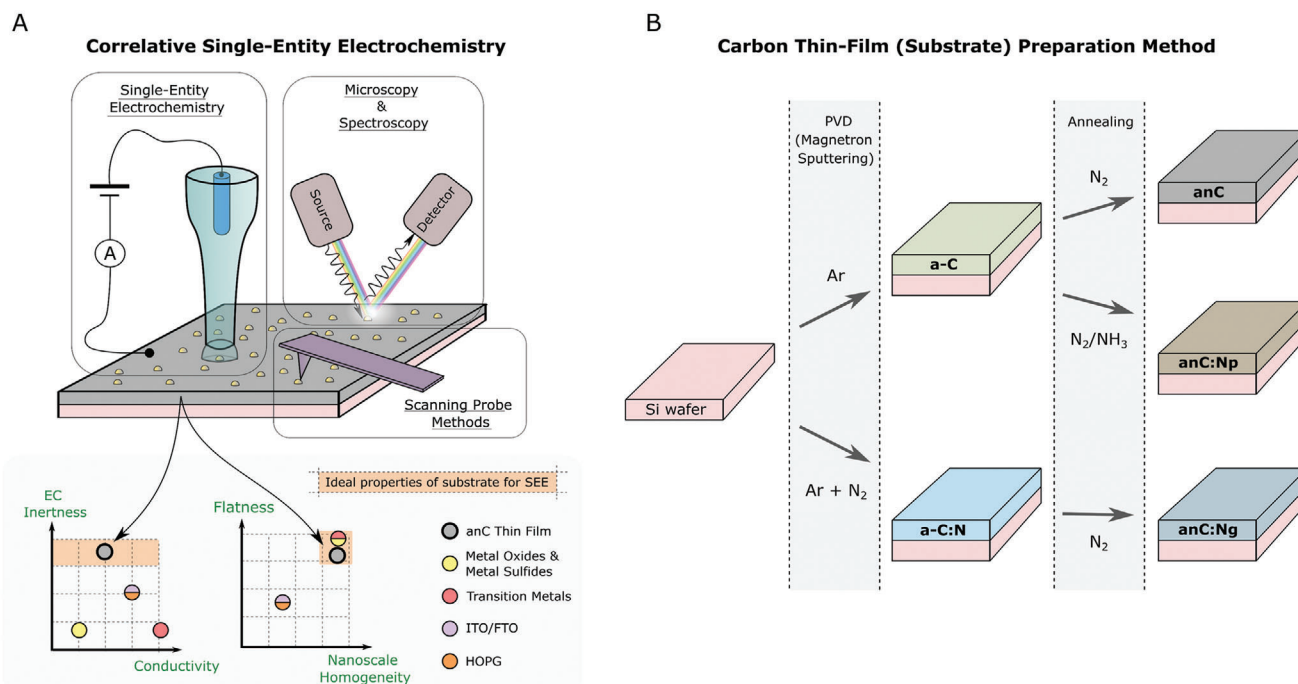 A
Correlative Single-Entity Electrochemistry
Single-Entity
Electrochemistry
Microscopy
&
Spectroscopy
Source
Detector
A
Scanning Probe
Methods
Ideal properties of substrate for SEE
EC
Inertness
Conductivity
Flatness
Nanoscale
Homogeneity
anC Thin Film
Metal Oxides &
Metal Sulfides
Transition Metals
ITO/FTO
HOPG
B
Carbon Thin-Film (Substrate) Preparation Method
PVD
(Magnetron
Sputtering)
Annealing
Si wafer
Ar
Ar + N₂
a-C
a-C:N
N₂
N₂/NH₃
N₂
anC
anC:Np
anC:Ng